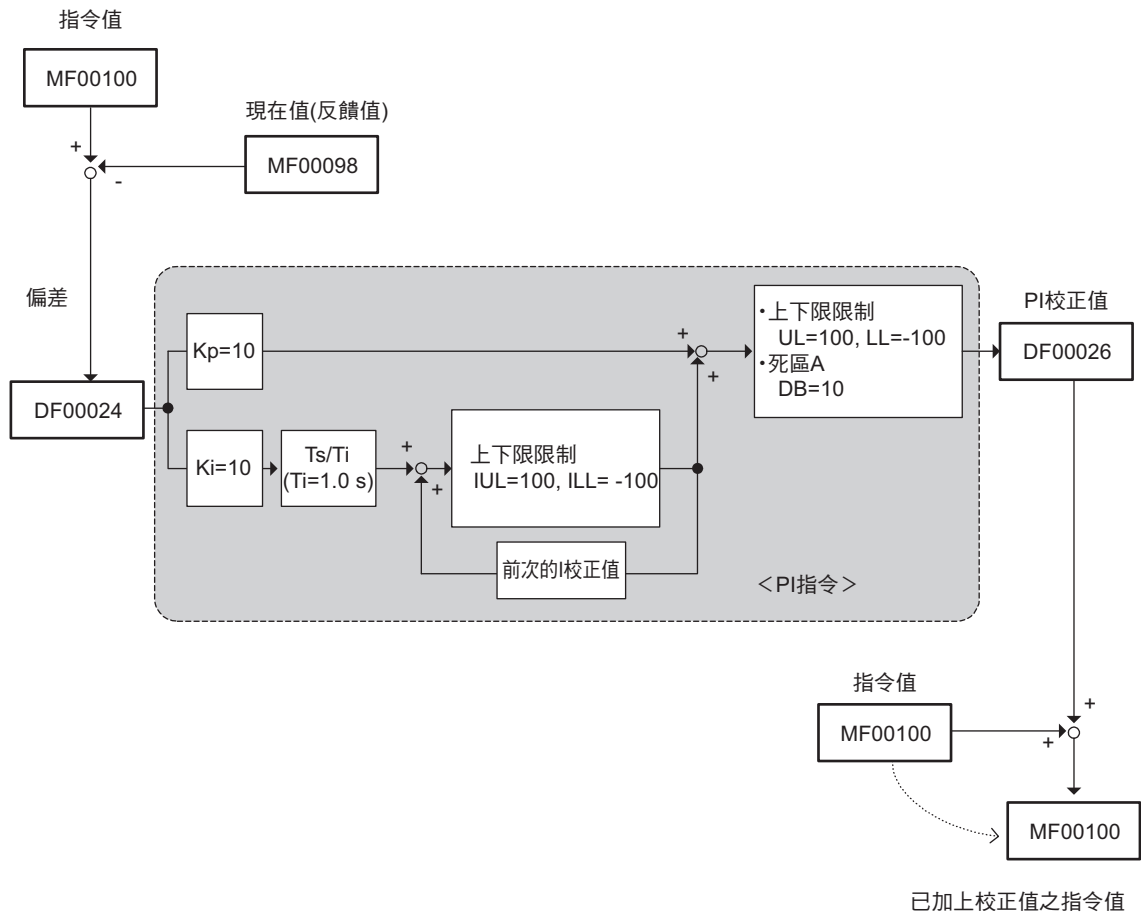 指令值
MF00100
現在值(反饋值)
+
MF00098
-
偏差
PI校正值
・上下限限制
UL=100, LL=-100
・死區A
DB=10
Kp=10
+
+
DF00026
DF00024
Ki=10
Ts/Ti
(Ti=1.0 s)
+
+
上下限限制
IUL=100, ILL= -100
前次的I校正值
＜PI指令＞
指令值
MF00100
+
+
MF00100
已加上校正值之指令值